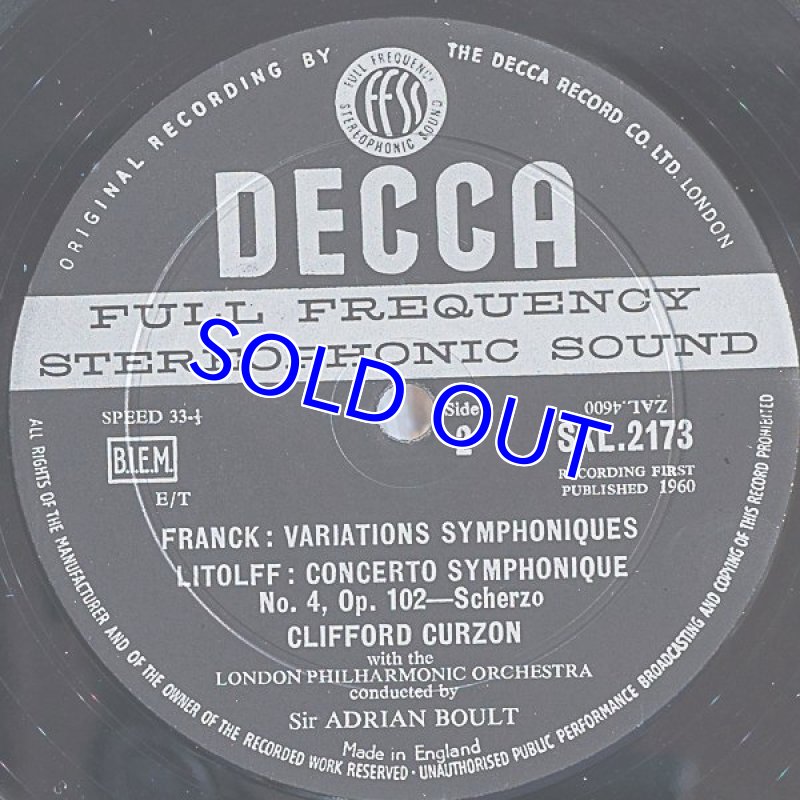 ORIGINAL RECORDING BY
THE DECCA RECORD CO. LTD. LONDON
FULL FREQUENCY
ffss
STEREOPHONIC SOUND
DECCA
FULL FREQUENCY
STEREOPHONIC SOUND
SOLD OUT
SPEED 33-⅓
Side
2
ZAL.4600
SXL.2173
B.I.E.M.
E/T
RECORDING FIRST
PUBLISHED 1960
FRANCK: VARIATIONS SYMPHONIQUES
LITOLFF: CONCERTO SYMPHONIQUE
No. 4, Op. 102—Scherzo
CLIFFORD CURZON
with the
LONDON PHILHARMONIC ORCHESTRA
conducted by
Sir ADRIAN BOULT
Made in England
ALL RIGHTS OF THE MANUFACTURER AND OF THE OWNER OF THE RECORDED WORK RESERVED · UNAUTHORISED PUBLIC PERFORMANCE BROADCASTING AND COPYING OF THIS RECORD PROHIBITED